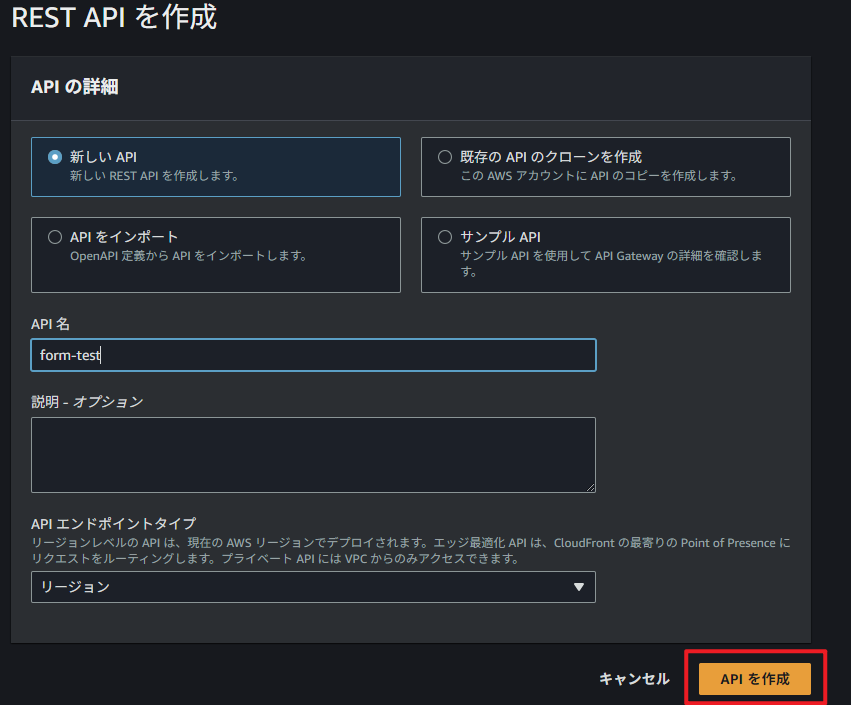 REST API を作成
API の詳細
新しい API
新しい REST API を作成します。
既存の API のクローンを作成
この AWS アカウントに API のコピーを作成します。
API をインポート
OpenAPI 定義から API をインポートします。
サンプル API
サンプル API を使用して API Gateway の詳細を確認しま
す。
API 名
form-test
説明 - オプション
API エンドポイントタイプ
リージョンレベルの API は、現在の AWS リージョンでデプロイされます。エッジ最適化 API は、CloudFront の最寄りの Point of Presence に
リクエストをルーティングします。プライベート API には VPC からのみアクセスできます。
リージョン
キャンセル
API を作成